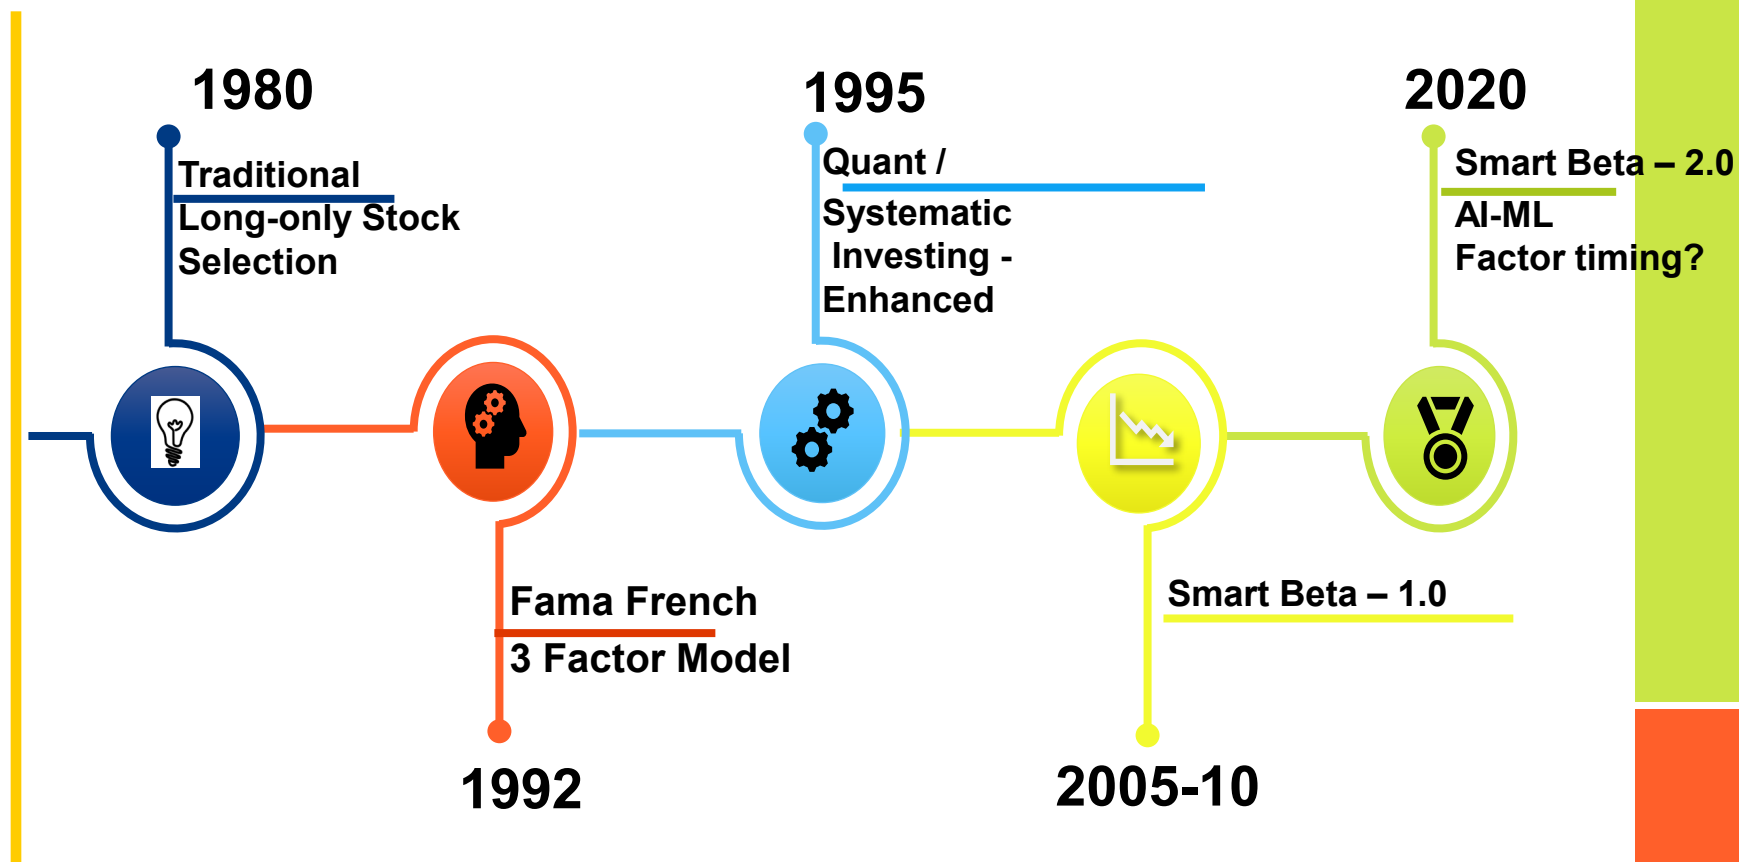 1980
Traditional
Long-only Stock
Selection
Fama French
3 Factor Model
1992
1995
Quant /
Systematic
Investing -
Enhanced
Smart Beta – 1.0
2005-10
2020
Smart Beta – 2.0
AI-ML
Factor timing?